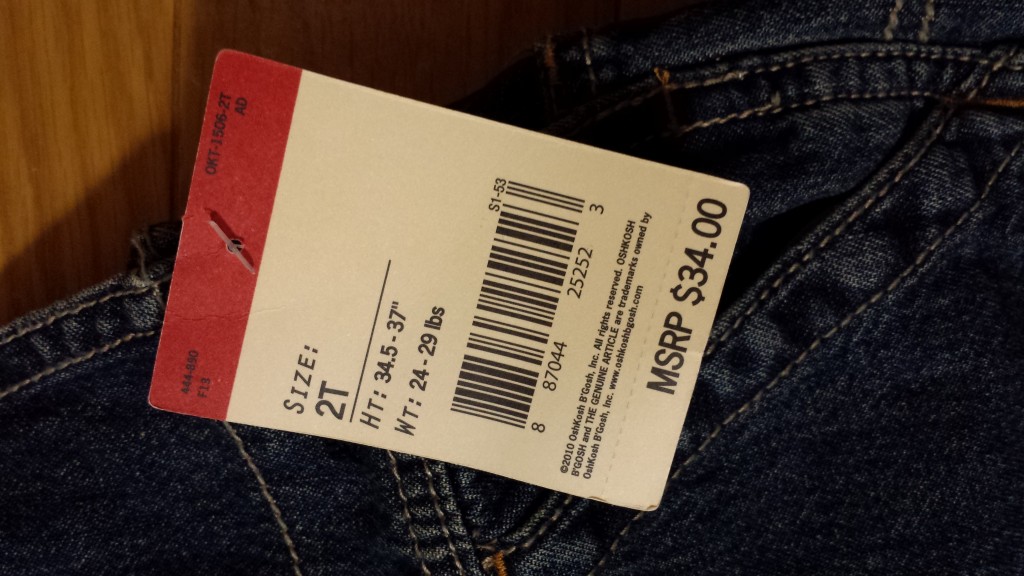 OKT-1506-2T
AD
444-890
F13
SIZE:
2T
HT: 34.5-37"
WT: 24-29 lbs
S1-53
8 87044 25252 3
©2010 OshKosh B'Gosh, Inc. All rights reserved. OSHKOSH
B'GOSH and THE GENUINE ARTICLE are trademarks owned by
OshKosh B'Gosh, Inc. www.oshkoshbgosh.com
MSRP $34.00